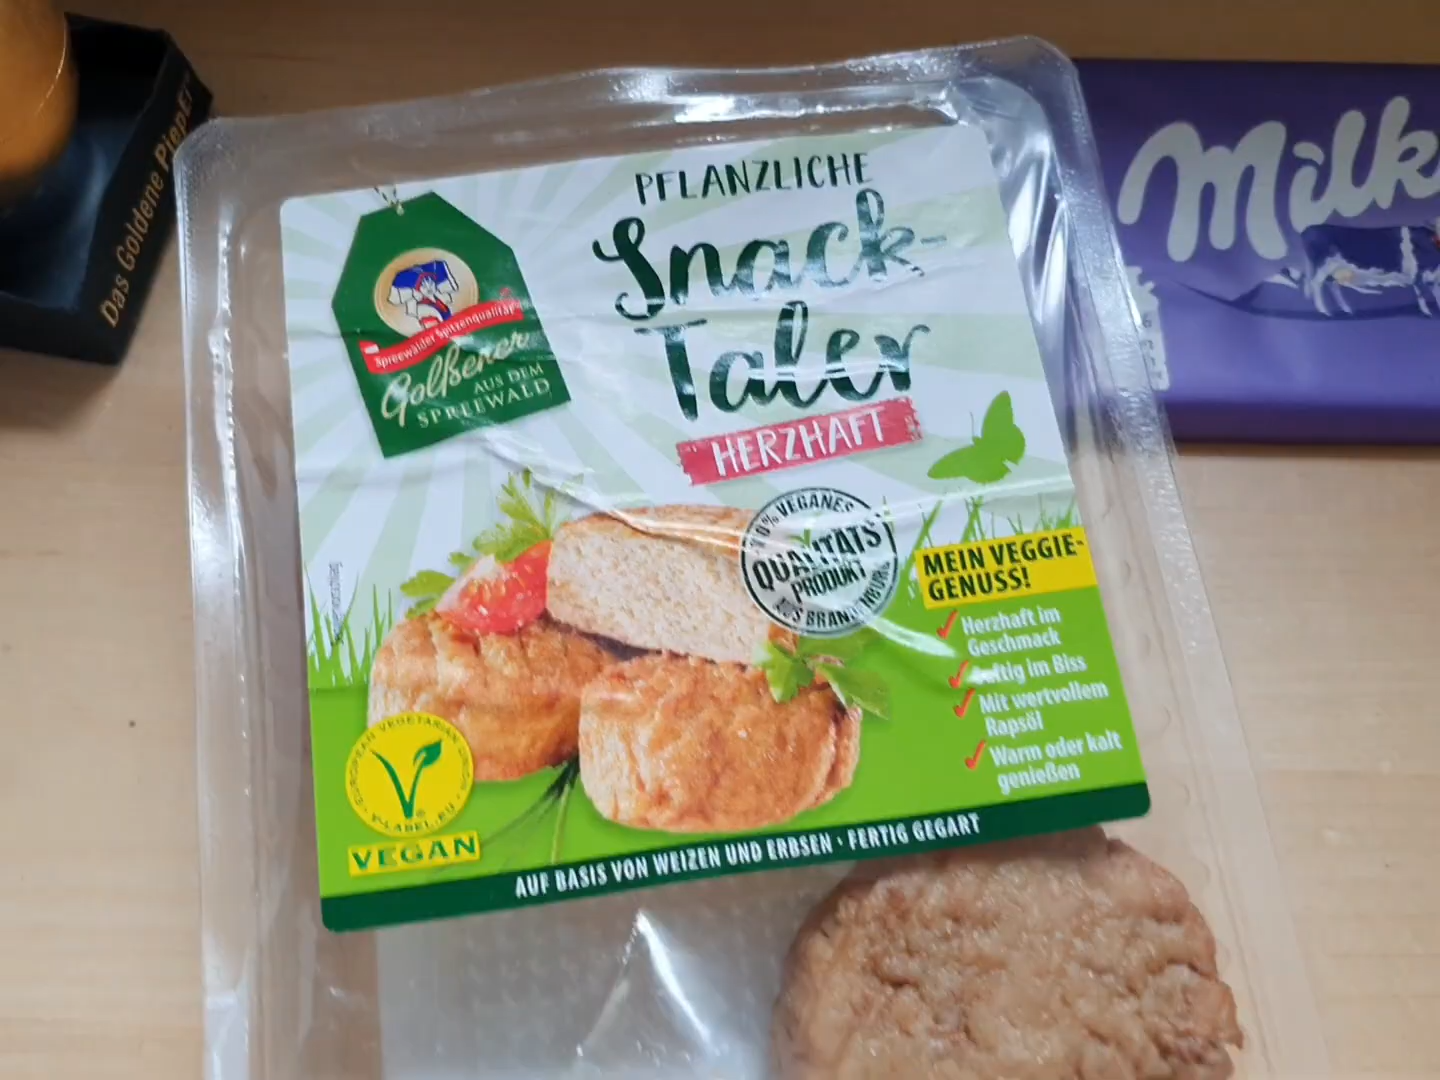 Das Goldene PiepEi
PFLANZLICHE
Snack-
Taler
HERZHAFT
Spreewälder Spitzenqualität
Golßener
AUS DEM
SPREEWALD
VEGANES
QUALITÄTS
PRODUKT
AUS BRANDENBURG
MEIN VEGGIE-
GENUSS!
Herzhaft im
Geschmack
Saftig im Biss
Mit wertvollem
Rapsöl
Warm oder kalt
genießen
EUROPEAN VEGETARIAN
V-LABEL.EU
VEGAN
AUF BASIS VON WEIZEN UND ERBSEN · FERTIG GEGART
Milk